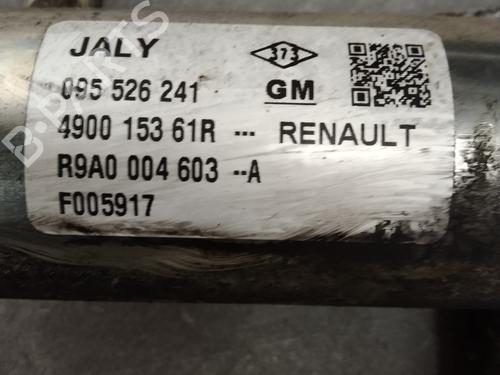 JALY 373
095 526 241 GM
4900 153 61R --- RENAULT
R9A0 004 603 --A
F005917
B-PARTS